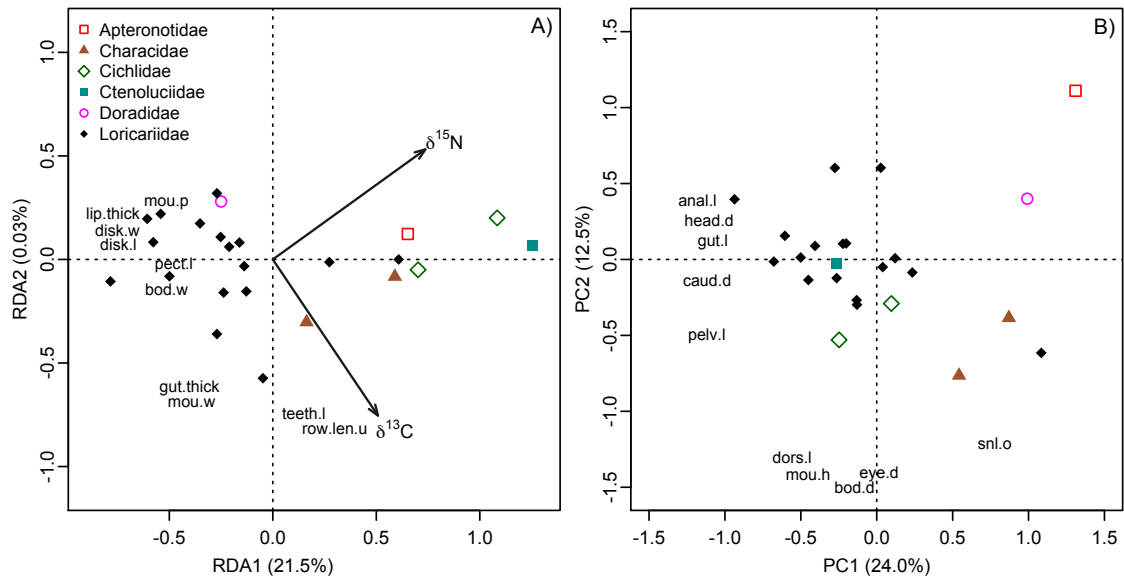 A)
Apteronotidae
Characidae
Cichlidae
Ctenoluciidae
Doradidae
Loricariidae
δ15N
mou.p
lip.thick
disk.w
disk.l
pect.l
bod.w
gut.thick
mou.w
teeth.l
row.len.u
δ13C
1.0
0.5
0.0
-0.5
-1.0
RDA2 (0.03%)
-0.5 0.0 0.5 1.0
RDA1 (21.5%)
B)
anal.l
head.d
gut.l
caud.d
pelv.l
snl.o
dors.l
mou.h
eye.d
bod.d
1.5
1.0
0.5
0.0
-0.5
-1.0
-1.5
PC2 (12.5%)
-1.5 -1.0 -0.5 0.0 0.5 1.0 1.5
PC1 (24.0%)